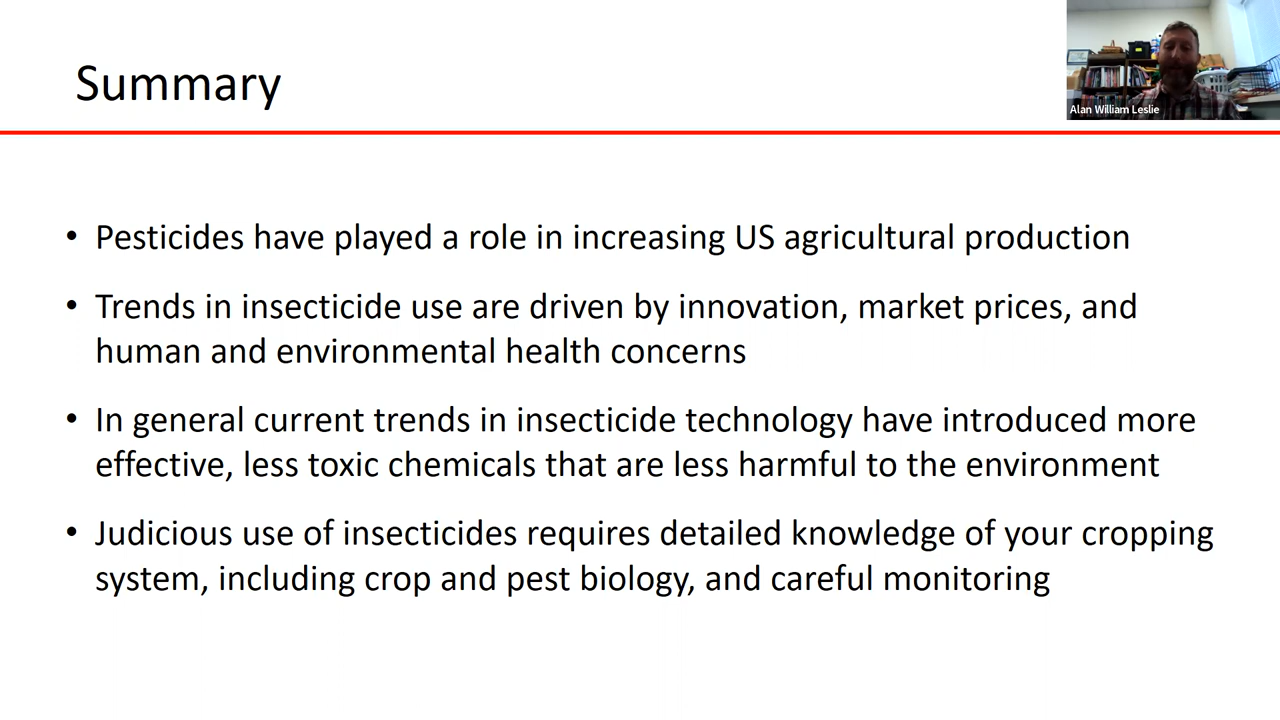 Summary
Alan William Leslie
• Pesticides have played a role in increasing US agricultural production
• Trends in insecticide use are driven by innovation, market prices, and
human and environmental health concerns
• In general current trends in insecticide technology have introduced more
effective, less toxic chemicals that are less harmful to the environment
• Judicious use of insecticides requires detailed knowledge of your cropping
system, including crop and pest biology, and careful monitoring